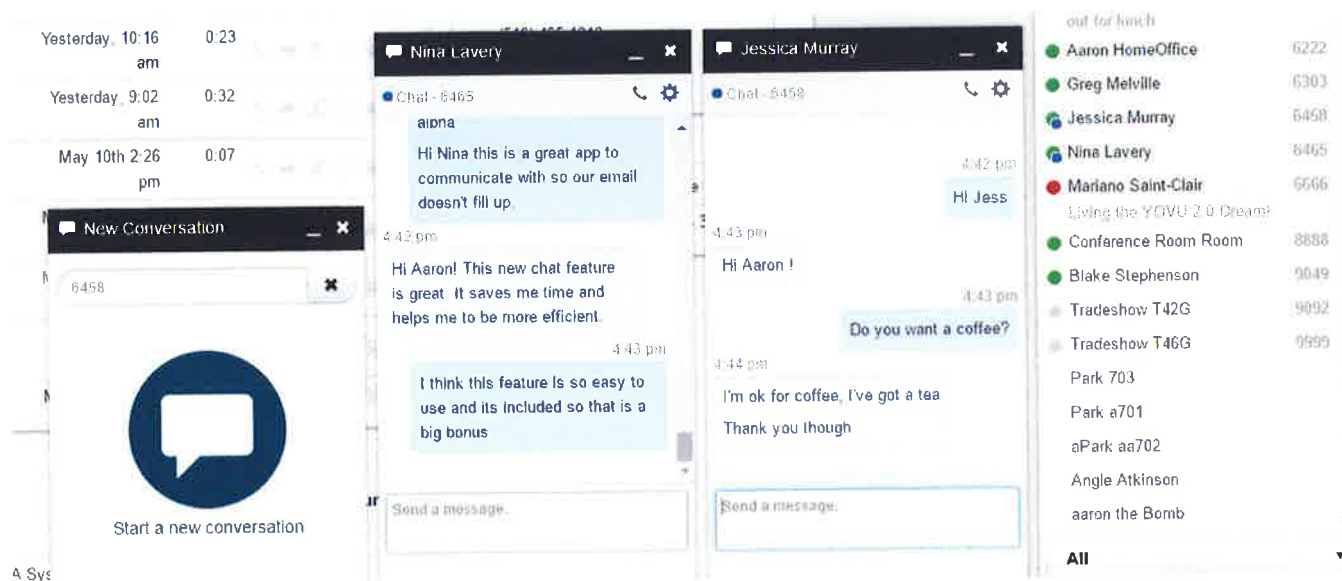 Yesterday, 10:16 0:23
am
Yesterday, 9:02 0:32
am
May 10th 2:26 0:07
pm
New Conversation
6458
Start a new conversation
A Sys
Nina Lavery
Chat - 6465
alpha
Hi Nina this is a great app to
communicate with so our email
doesn't fill up.
4:42 pm
Hi Aaron! This new chat feature
is great It saves me time and
helps me to be more efficient.
4:43 pm
I think this feature is so easy to
use and its included so that is a
big bonus
Send a message.
Jessica Murray
Chat - 6458
4:42 pm
Hi Jess
4:43 pm
Hi Aaron !
4:43 pm
Do you want a coffee?
4:44 pm
I'm ok for coffee, I've got a tea
Thank you though
Send a message.
out for lunch
Aaron HomeOffice 6222
Greg Melville 6303
Jessica Murray 6458
Nina Lavery 6465
Mariano Saint-Clair 6666
Living the YOVU 2.0 Dream!
Conference Room Room 8888
Blake Stephenson 9049
Tradeshow T42G 9092
Tradeshow T46G 9999
Park 703
Park a701
aPark aa702
Angle Atkinson
aaron the Bomb
All